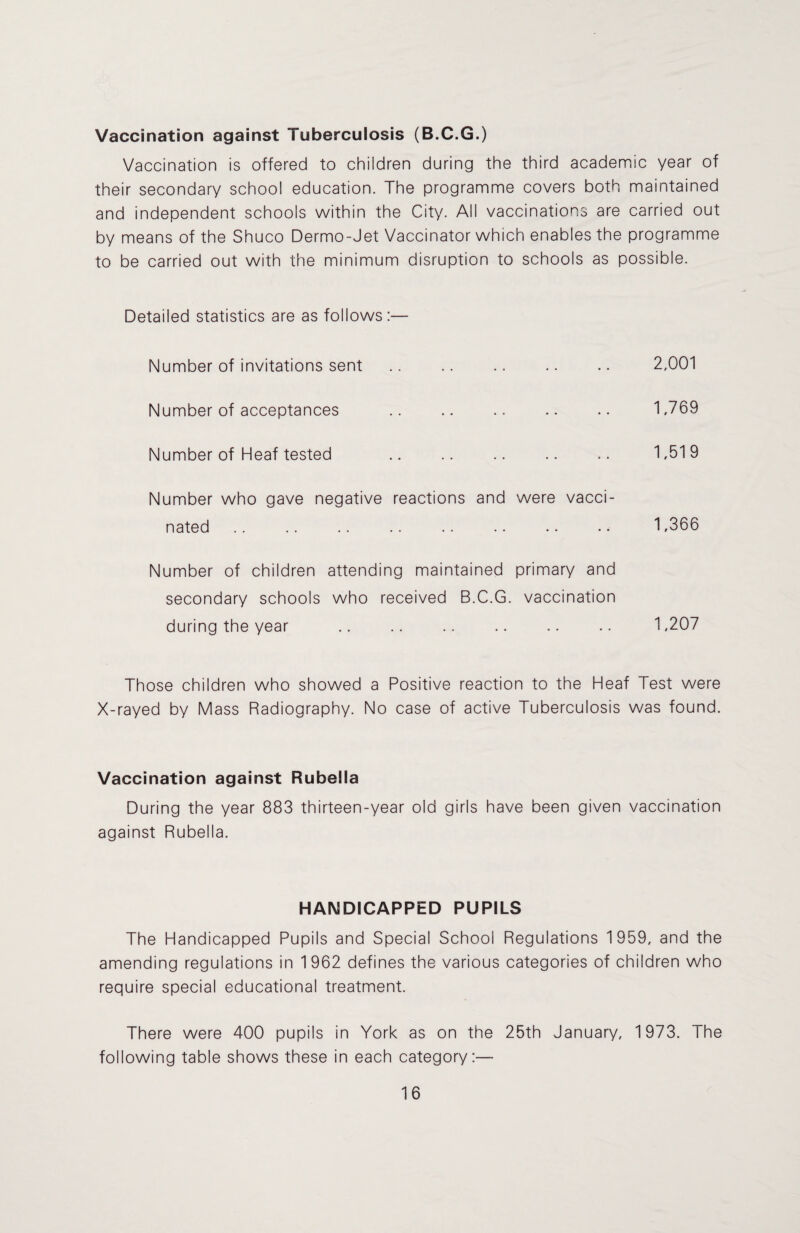 Vaccination against Tuberculosis (B.C.G.)
Vaccination is offered to children during the third academic year of
their secondary school education. The programme covers both maintained
and independent schools within the City. All vaccinations are carried out
by means of the Shuco Dermo-Jet Vaccinator which enables the programme
to be carried out with the minimum disruption to schools as possible.
Detailed statistics are as follows:—
Number of invitations sent .. .. .. .. .. 2,001
Number of acceptances .. .. .. .. .. 1,769
Number of Heaf tested .. .. .. .. .. 1,519
Number who gave negative reactions and were vacci-
nated .. .. .. .. .. .. .. .. 1,366
Number of children attending maintained primary and
secondary schools who received B.C.G. vaccination
during the year .. .. .. .. .. .. 1,207
Those children who showed a Positive reaction to the Heaf Test were
X-rayed by Mass Radiography. No case of active Tuberculosis was found.
Vaccination against Rubella
During the year 883 thirteen-year old girls have been given vaccination
against Rubella.
HANDICAPPED PUPILS
The Handicapped Pupils and Special School Regulations 1959, and the
amending regulations in 1962 defines the various categories of children who
require special educational treatment.
There were 400 pupils in York as on the 25th January, 1973. The
following table shows these in each category:—
16